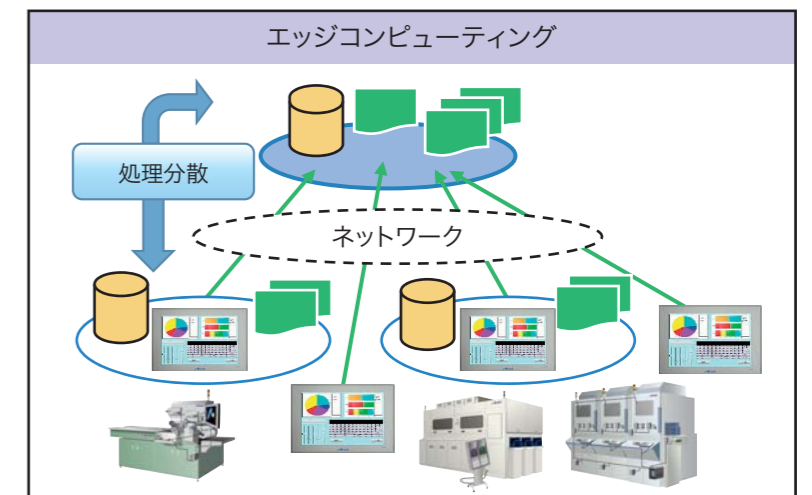 エッジコンピューティング
処理分散
ネットワーク